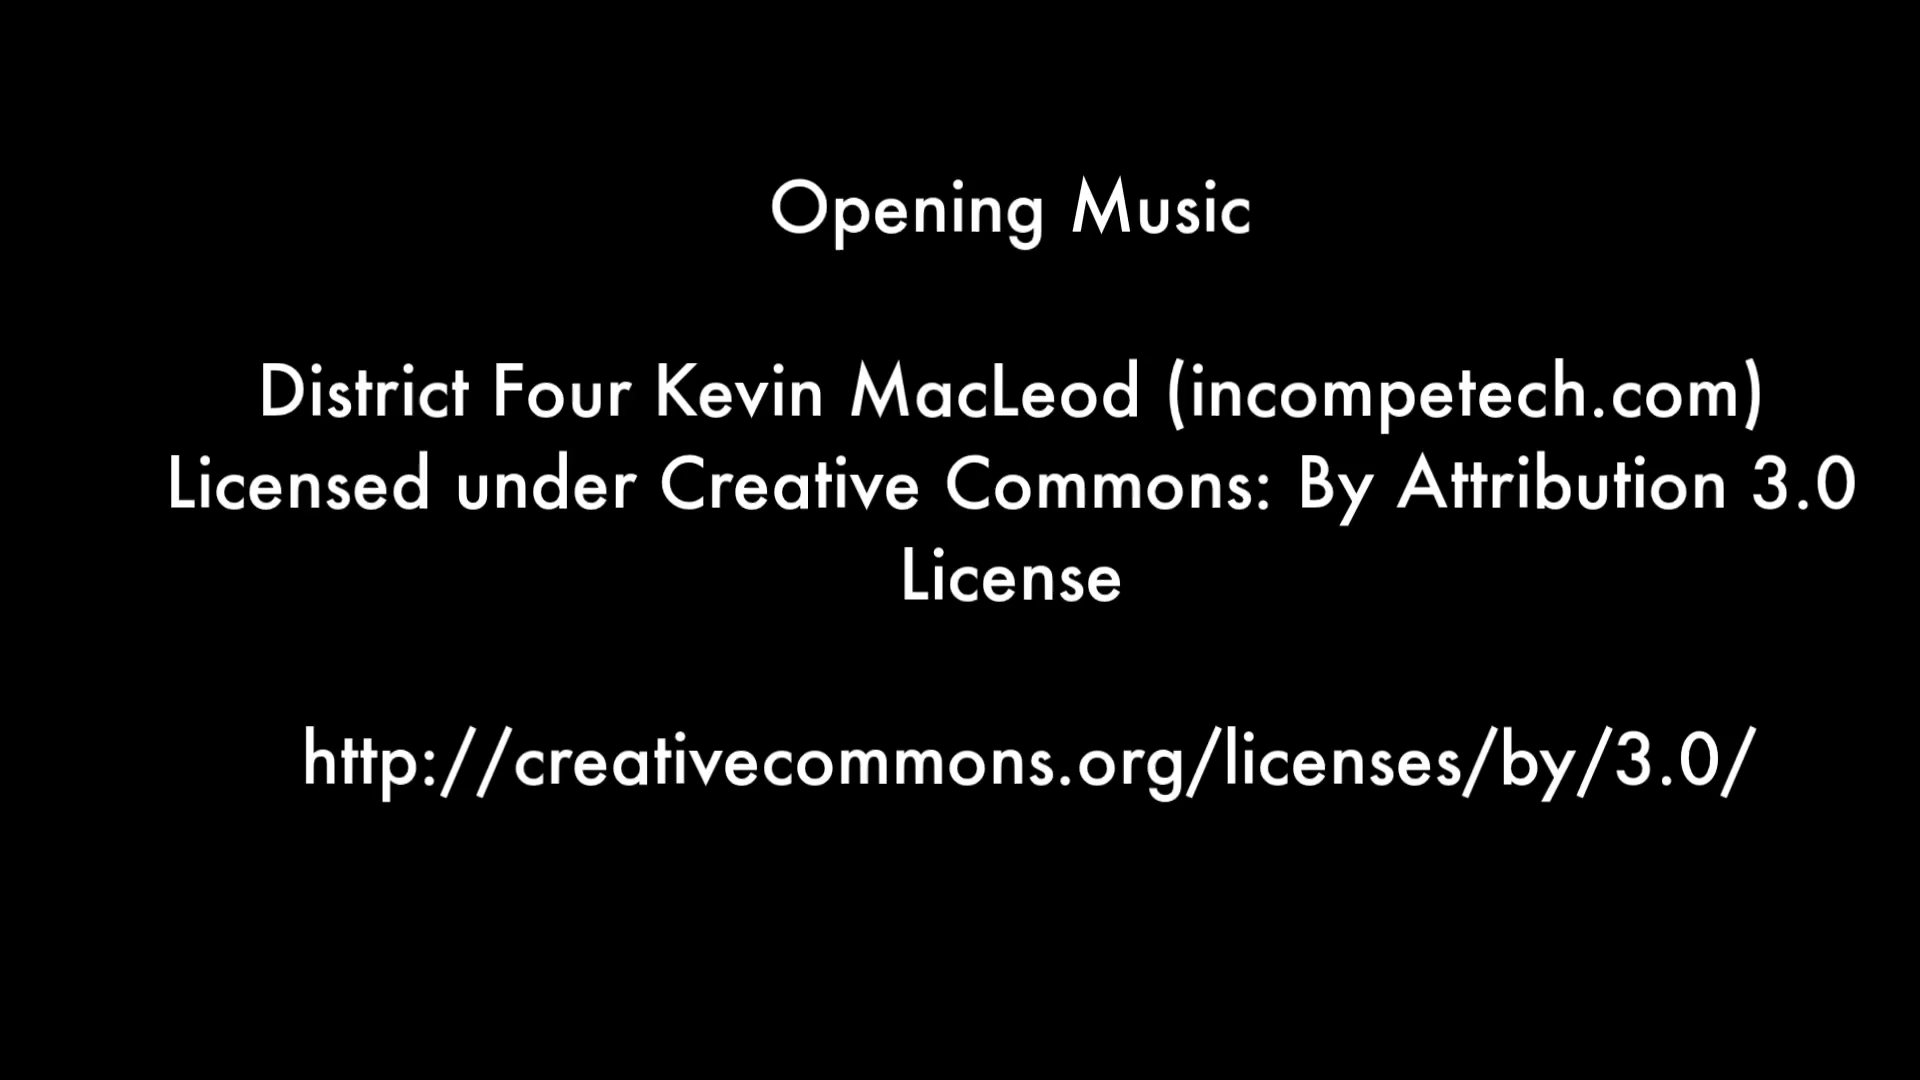 Opening Music
District Four Kevin MacLeod (incompetech.com)
Licensed under Creative Commons: By Attribution 3.0
License
http://creativecommons.org/licenses/by/3.0/